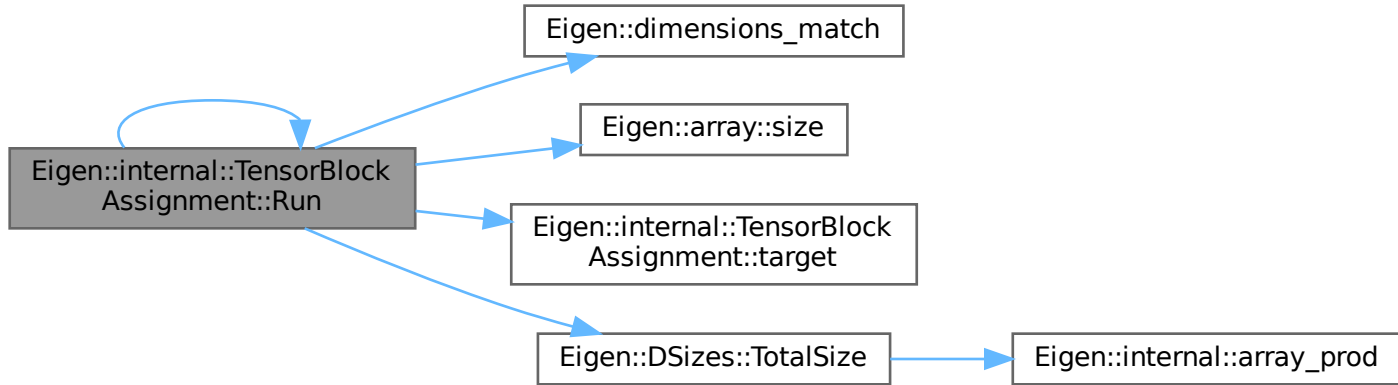 Eigen::dimensions_match
Eigen::array::size
Eigen::internal::TensorBlock
Assignment::Run
Eigen::internal::TensorBlock
Assignment::target
Eigen::DSizes::TotalSize
Eigen::internal::array_prod